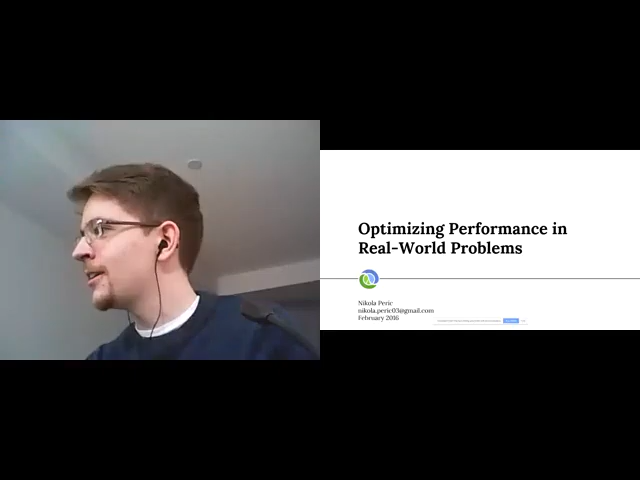 Optimizing Performance in
Real-World Problems
Nikola Peric
nikola.peric03@gmail.com
February 2016